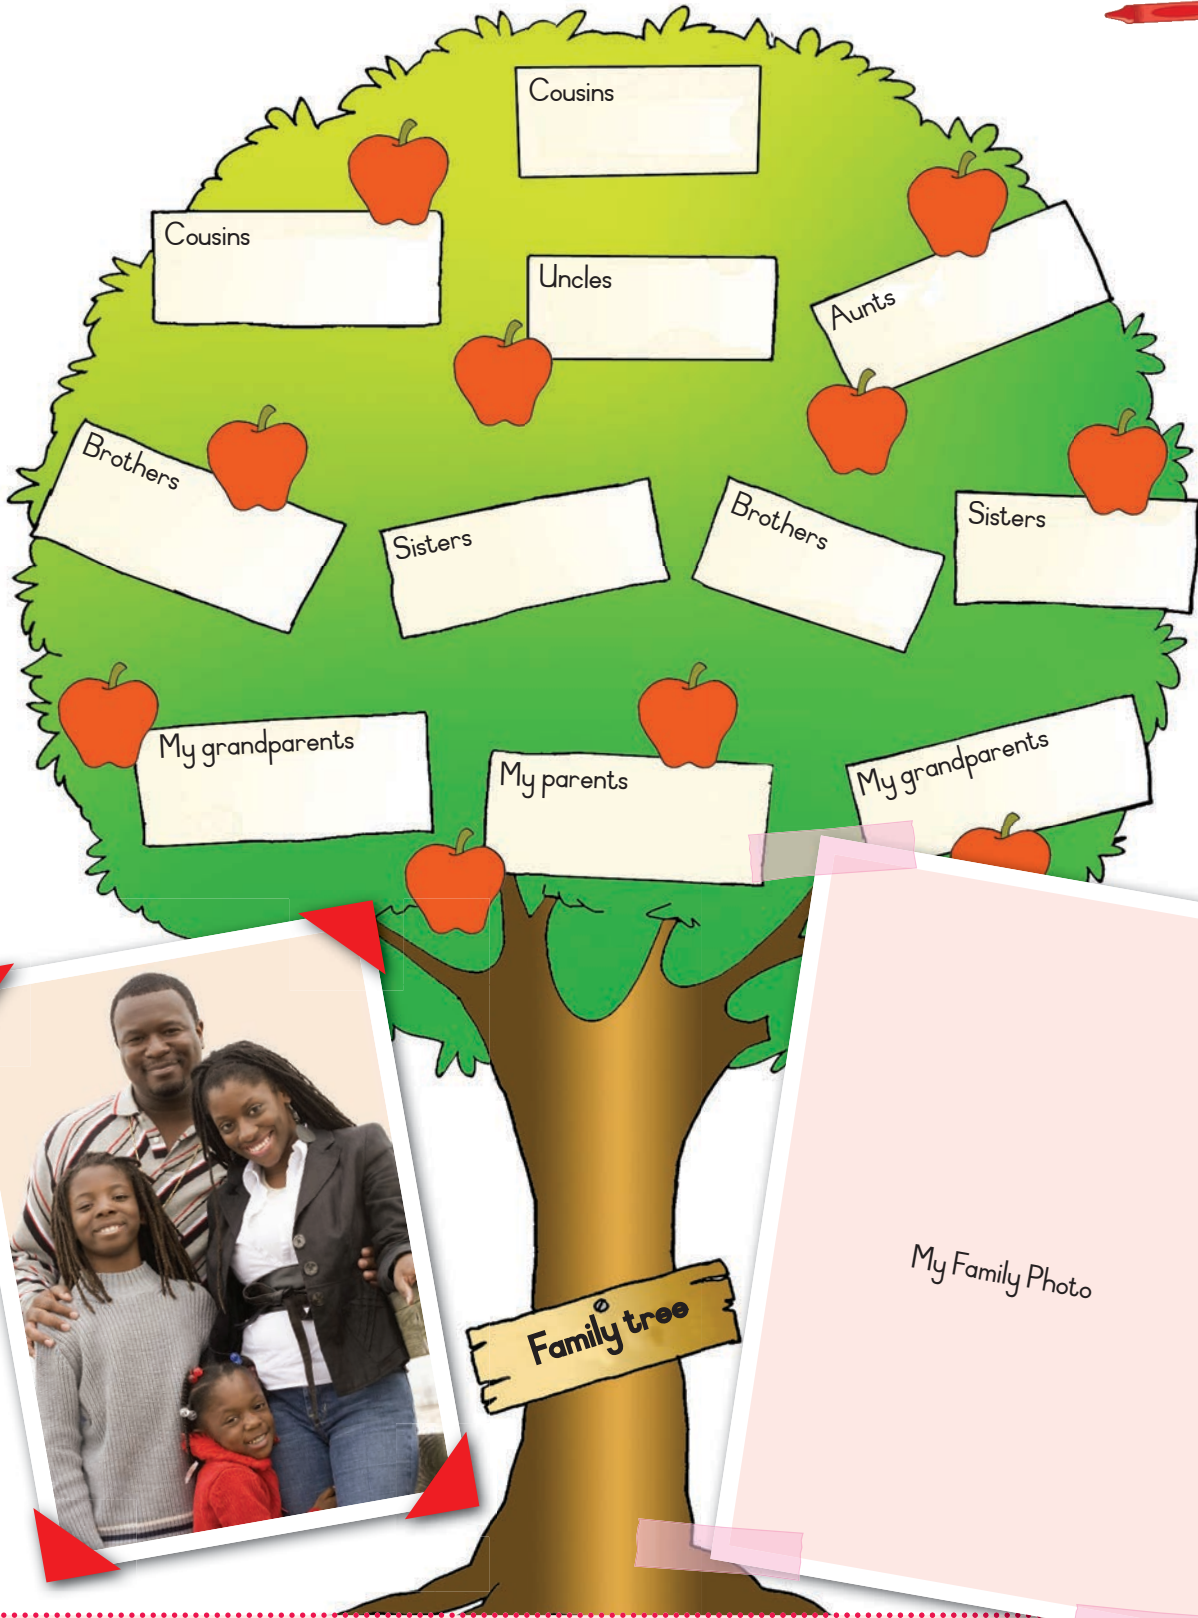 Cousins
Cousins
Uncles
Aunts
Brothers
Sisters
Brothers
Sisters
My grandparents
My parents
My grandparents
My Family Photo
Family tree